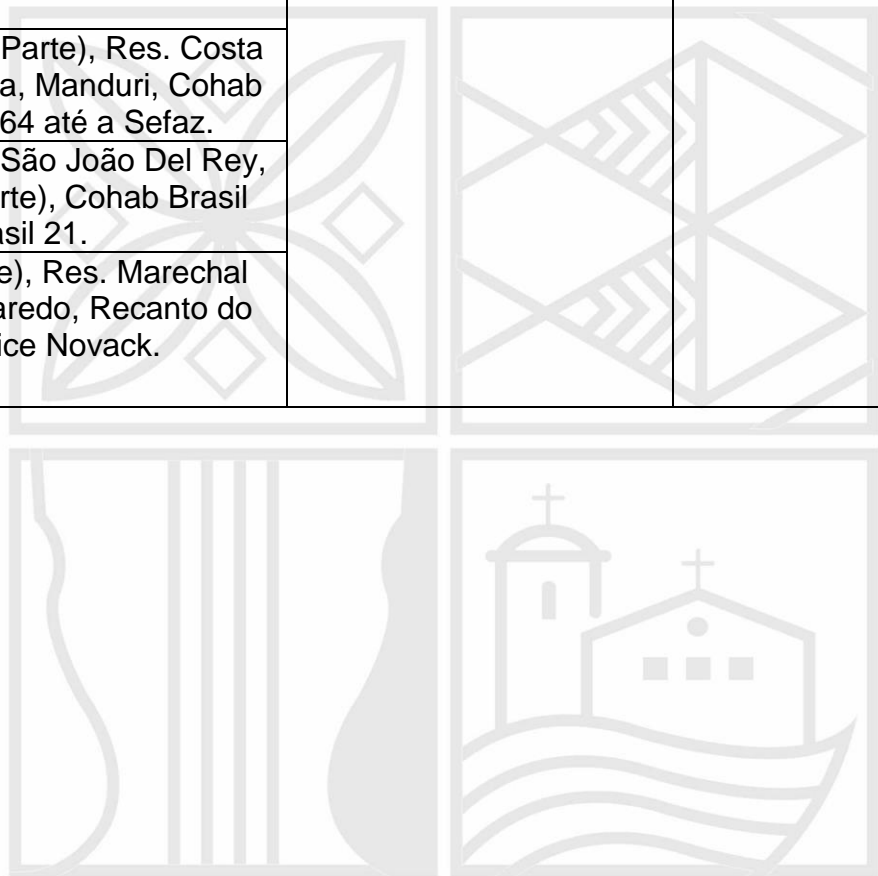 Parte), Res. Costa
a, Manduri, Cohab
64 até a Sefaz.
São João Del Rey,
rte), Cohab Brasil
asil 21.
e), Res. Marechal
aredo, Recanto do
ice Novack.